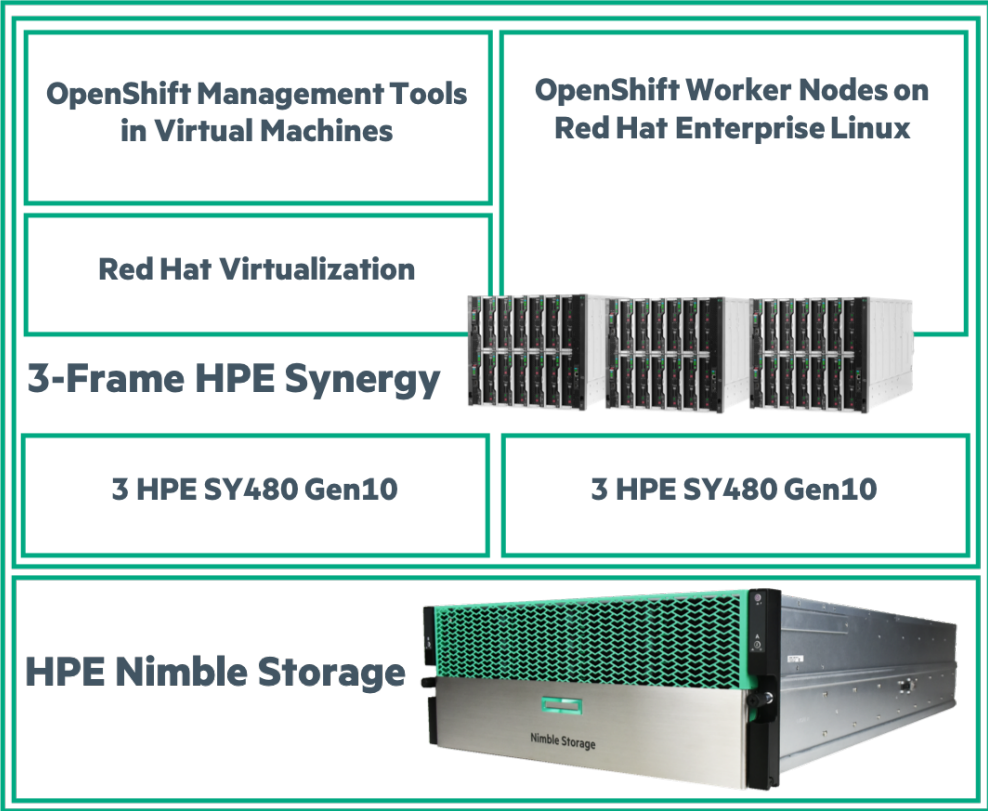 OpenShift Management Tools
in Virtual Machines
OpenShift Worker Nodes on
Red Hat Enterprise Linux
Red Hat Virtualization
3-Frame HPE Synergy
3 HPE SY480 Gen10
3 HPE SY480 Gen10
HPE Nimble Storage
Nimble Storage